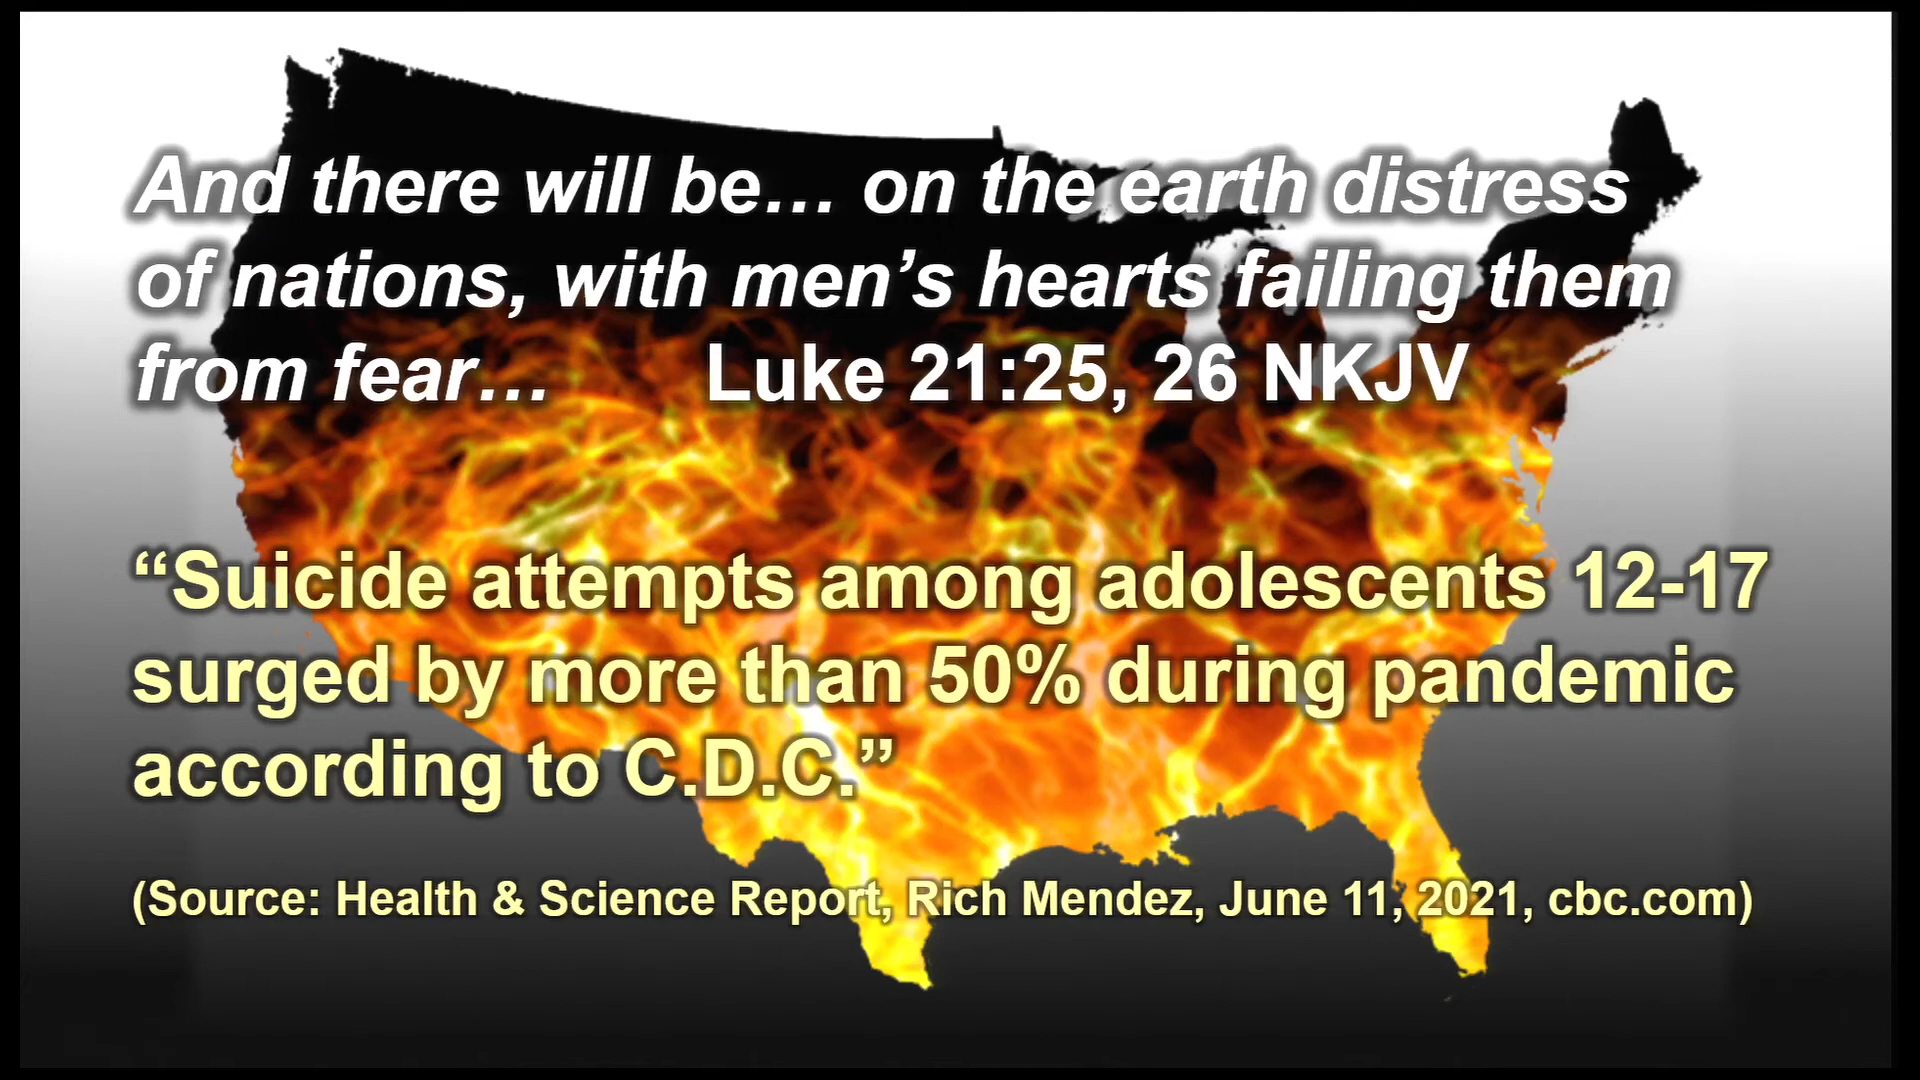 And there will be… on the earth distress
of nations, with men’s hearts failing them
from fear… Luke 21:25, 26 NKJV
“Suicide attempts among adolescents 12-17
surged by more than 50% during pandemic
according to C.D.C.”
(Source: Health & Science Report, Rich Mendez, June 11, 2021, cbc.com)